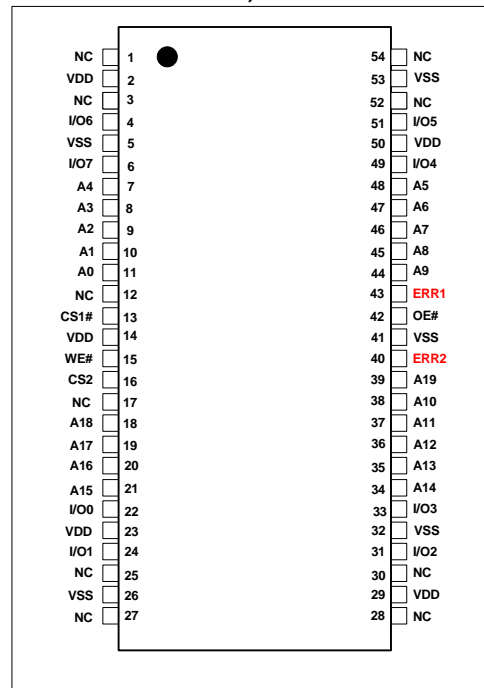 NC 1 54 NC
VDD 2 53 VSS
NC 3 52 NC
I/O6 4 51 I/O5
VSS 5 50 VDD
I/O7 6 49 I/O4
A4 7 48 A5
A3 8 47 A6
A2 9 46 A7
A1 10 45 A8
A0 11 44 A9
NC 12 43 ERR1
CS1# 13 42 OE#
VDD 14 41 VSS
WE# 15 40 ERR2
CS2 16 39 A19
NC 17 38 A10
A18 18 37 A11
A17 19 36 A12
A16 20 35 A13
A15 21 34 A14
I/O0 22 33 I/O3
VDD 23 32 VSS
I/O1 24 31 I/O2
NC 25 30 NC
VSS 26 29 VDD
NC 27 28 NC